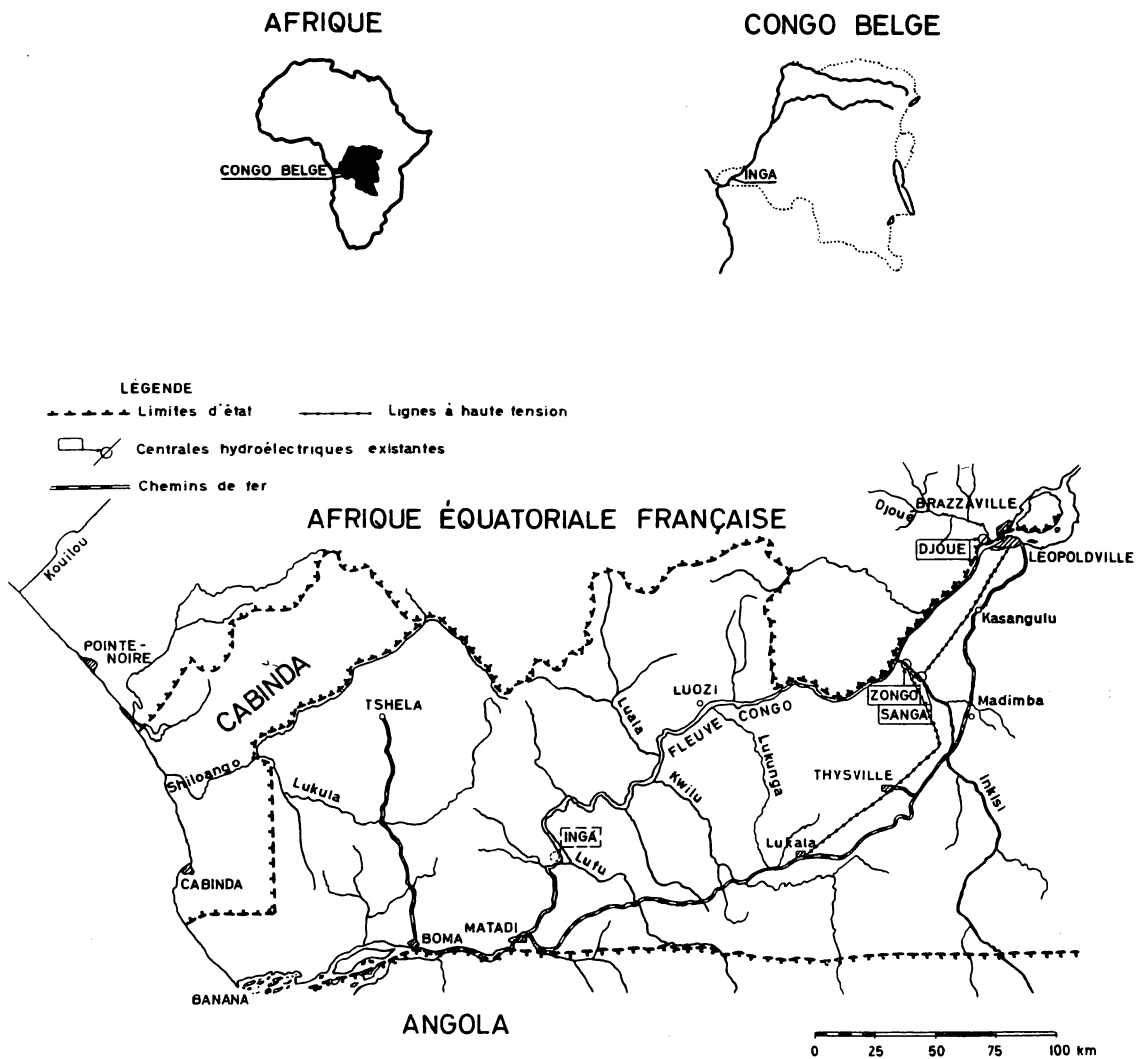 AFRIQUE
CONGO BELGE
CONGO BELGE
INGA
LÉGENDE
Limites d'état
Lignes à haute tension
Centrales hydroélectriques existantes
Chemins de fer
AFRIQUE ÉQUATORIALE FRANÇAISE
Kouilou
Djoué
BRAZZAVILLE
DJOUE
LÉOPOLDVILLE
Kasangulu
POINTE-
NOIRE
CABINDA
TSHELA
LUOZI
Luala
FLEUVE CONGO
ZONGO
SANGA
Madimba
Shiloango
Lukula
Kwilu
Lukunga
THYSVILLE
Inkisi
INGA
Lufu
Lukala
CABINDA
BOMA
MATADI
BANANA
ANGOLA
0 25 50 75 100 km